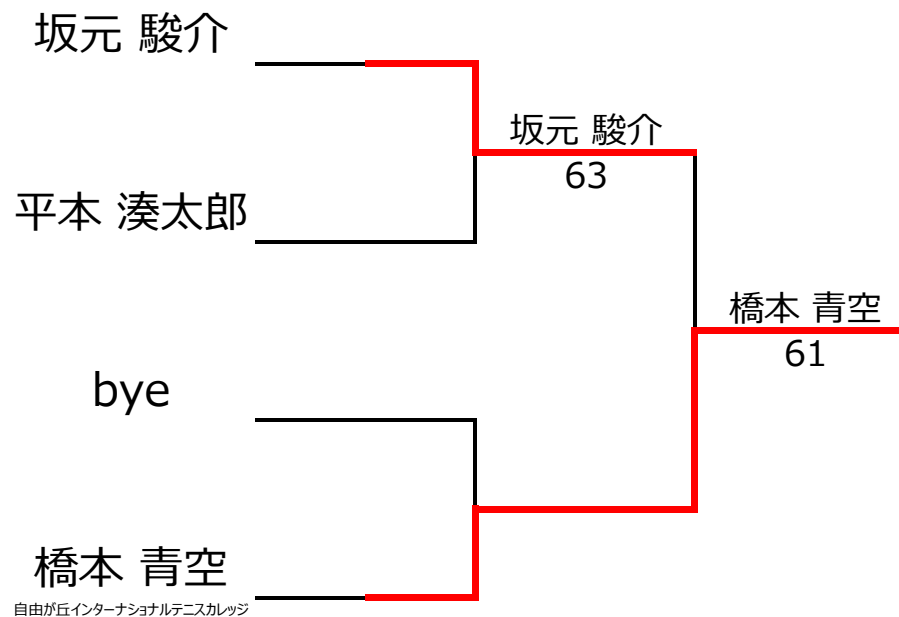 坂元 駿介
坂元 駿介
63
平本 湊太郎
橋本 青空
61
bye
橋本 青空
自由が丘インターナショナルテニスカレッジ